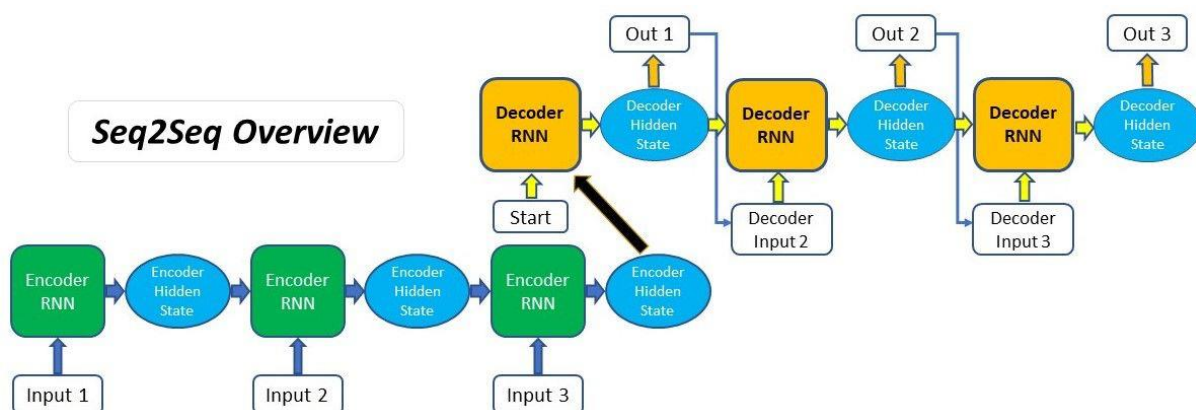 Seq2Seq Overview
Out 1
Out 2
Out 3
Decoder
RNN
Decoder
Hidden
State
Decoder
RNN
Decoder
Hidden
State
Decoder
RNN
Decoder
Hidden
State
Start
Decoder
Input 2
Decoder
Input 3
Encoder
RNN
Encoder
Hidden
State
Encoder
RNN
Encoder
Hidden
State
Encoder
RNN
Encoder
Hidden
State
Input 1
Input 2
Input 3